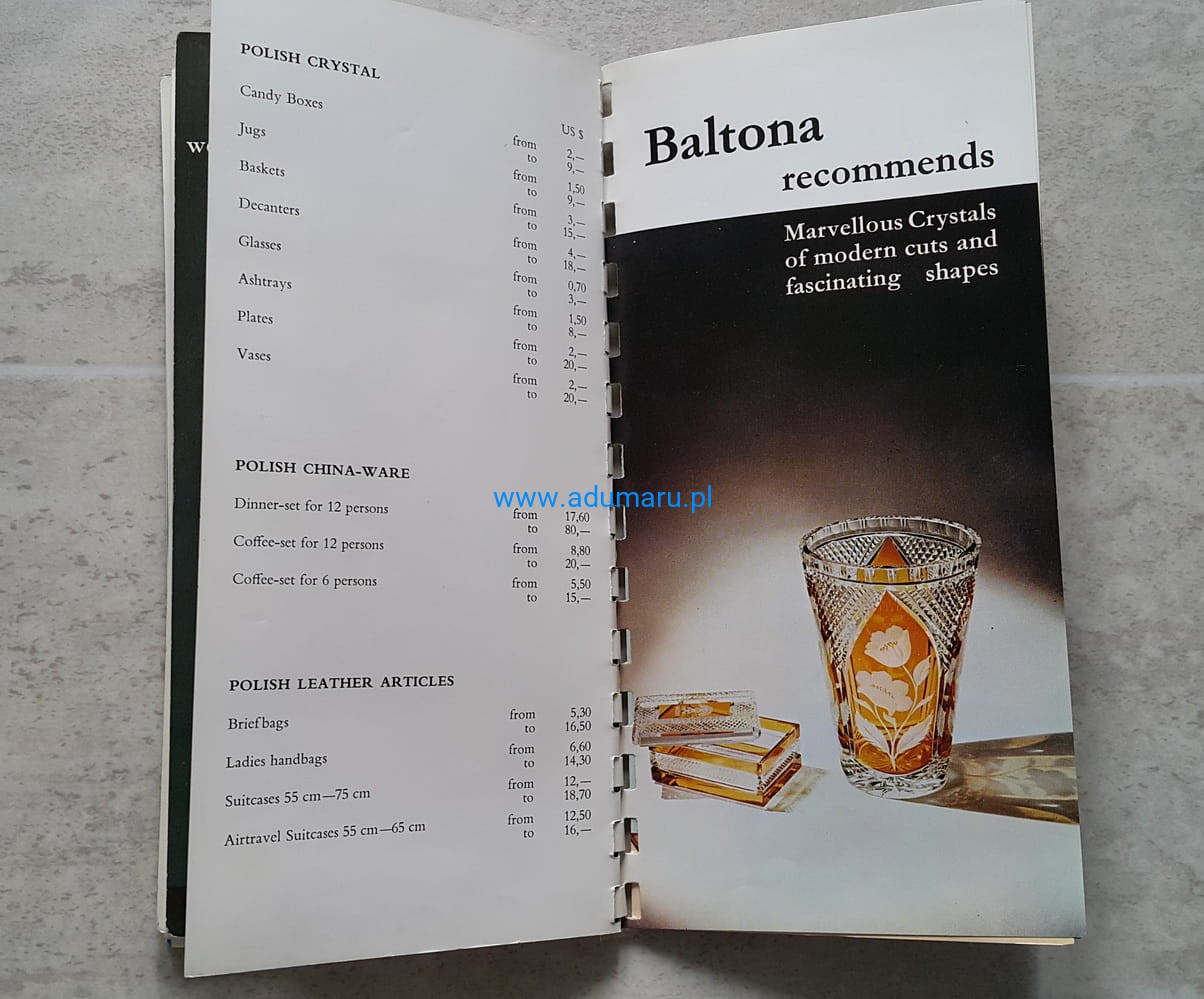 POLISH CRYSTAL
US $
Candy Boxes from 2,—
to 9,—
Jugs from 1,50
to 9,—
Baskets from 3,—
to 15,—
Decanters from 4,—
to 18,—
Glasses from 0,70
to 3,—
Ashtrays from 1,50
to 8,—
Plates from 2,—
to 20,—
Vases from 2,—
to 20,—
POLISH CHINA-WARE
Dinner-set for 12 persons from 17,60
to 80,—
Coffee-set for 12 persons from 8,80
to 20,—
Coffee-set for 6 persons from 5,50
to 15,—
POLISH LEATHER ARTICLES
Briefbags from 5,30
to 16,50
Ladies handbags from 6,60
to 14,30
Suitcases 55 cm—75 cm from 12,—
to 18,70
Airtravel Suitcases 55 cm—65 cm from 12,50
to 16,—
Baltona
recommends
Marvellous Crystals
of modern cuts and
fascinating shapes
www.adumaru.pl